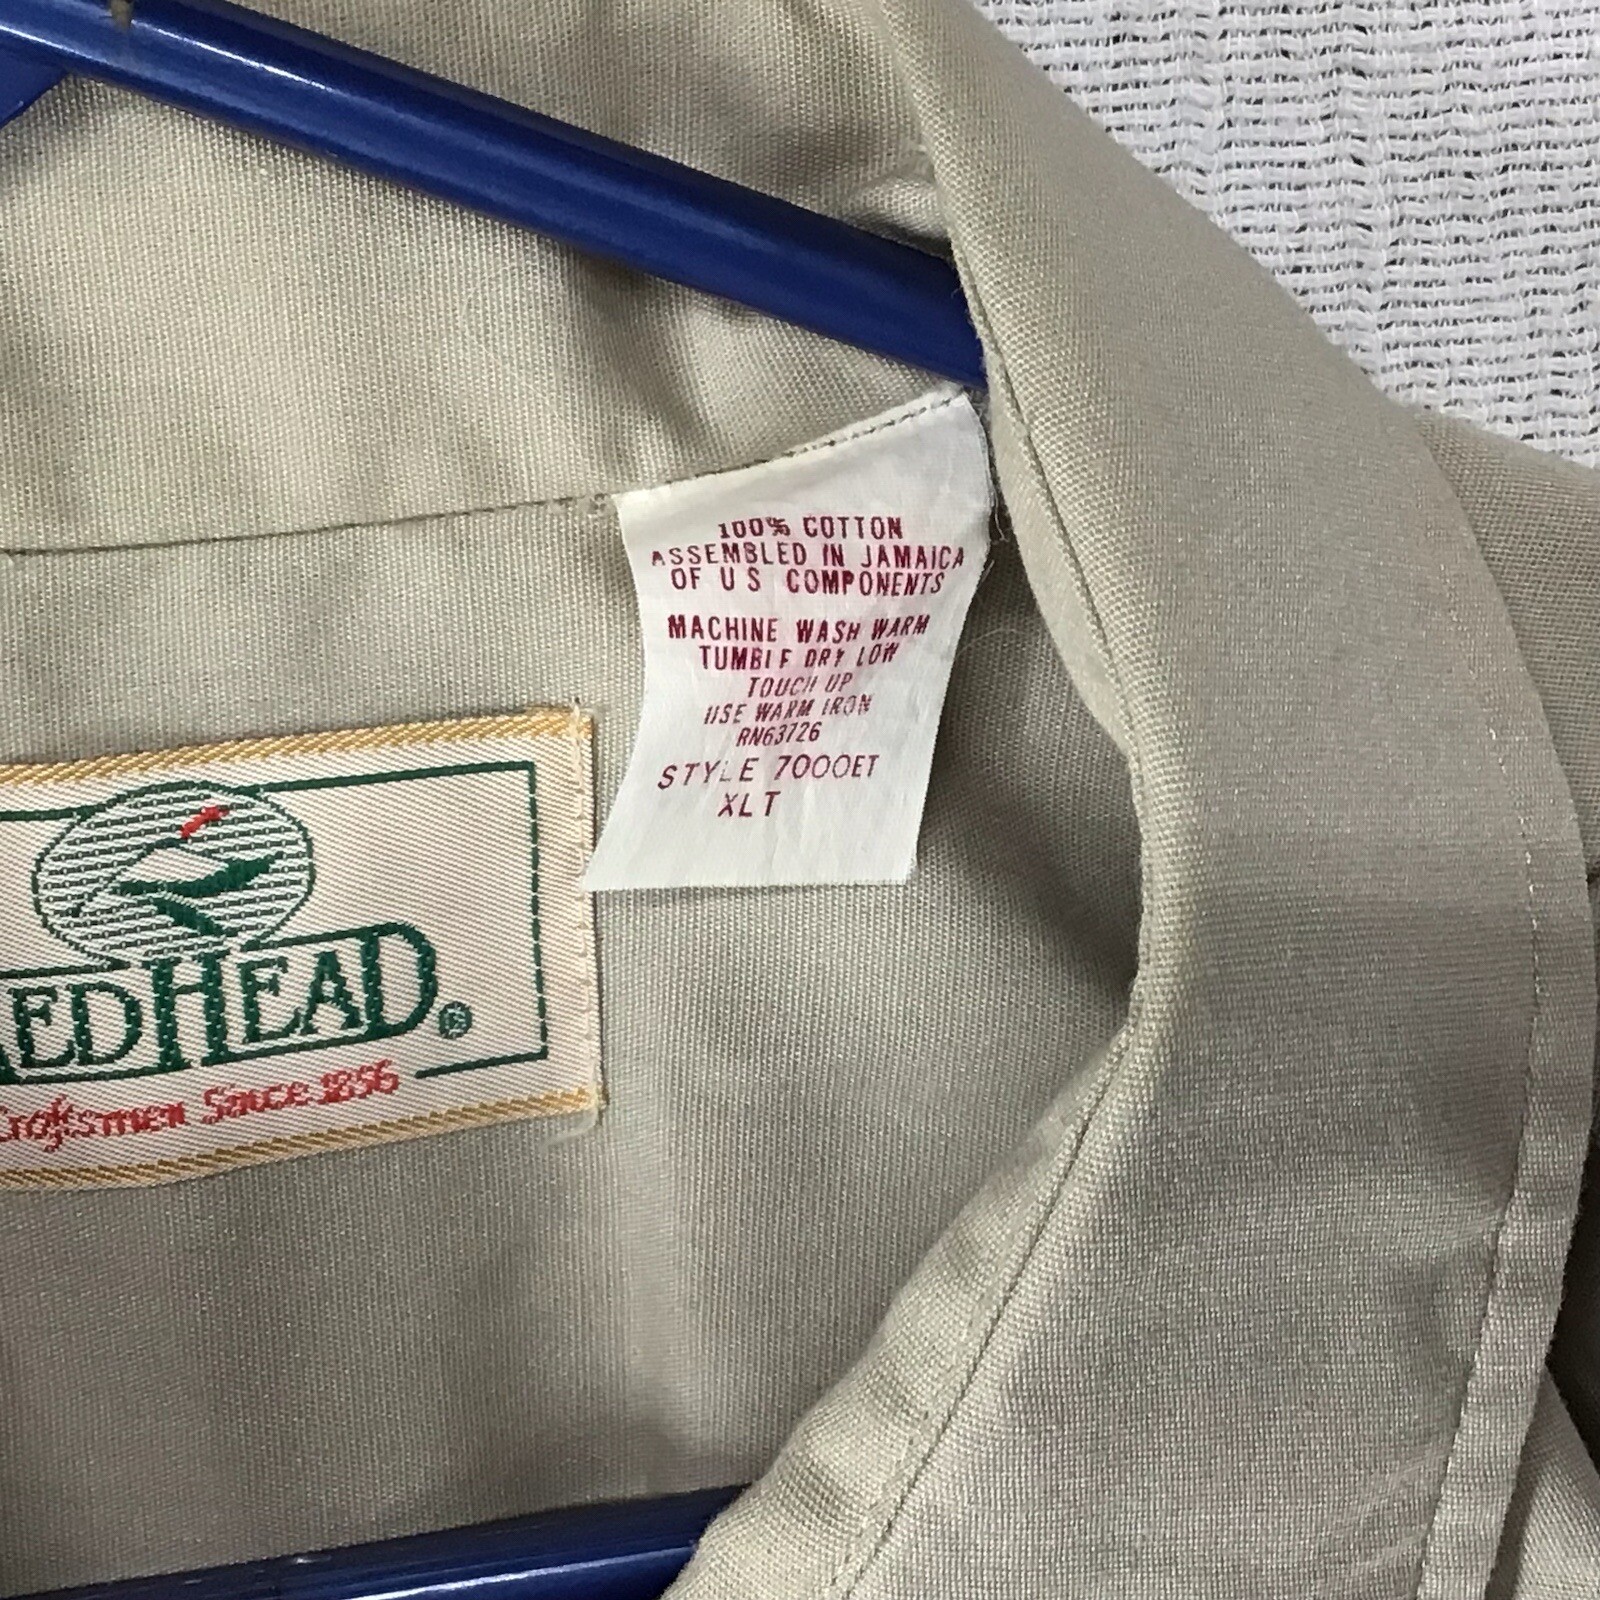 100% COTTON
ASSEMBLED IN JAMAICA
OF U S COMPONENTS
MACHINE WASH WARM
TUMBLE DRY LOW
TOUCH UP
USE WARM IRON
RN63726
STYLE 7000ET
XLT
REDHEAD®
Craftsmen Since 1856